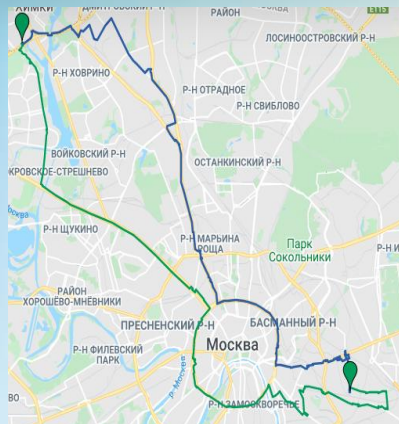 ХИМКИ
ДМИТРОВСКИЙ Р-Н
РАЙОН
E115
ЛОСИНООСТРОВСКИЙ Р-Н
Р-Н ХОВРИНО
Р-Н ОТРАДНОЕ
Р-Н СВИБЛОВО
ВОЙКОВСКИЙ Р-Н
ОСТАНКИНСКИЙ Р-Н
КРОВСКОЕ-СТРЕШНЕВО
Р-Н ЩУКИНО
Р-Н МАРЬИНА
РОЩА
Парк
Сокольники
РАЙОН
ХОРОШЁВО-МНЁВНИКИ
ПРЕСНЕНСКИЙ Р-Н
БАСМАННЫЙ Р-Н
Москва
Р-Н ФИЛЕВСКИЙ
ПАРК
р-Москва
Р-Н ЗАМОСКВОРЕЧЬЕ